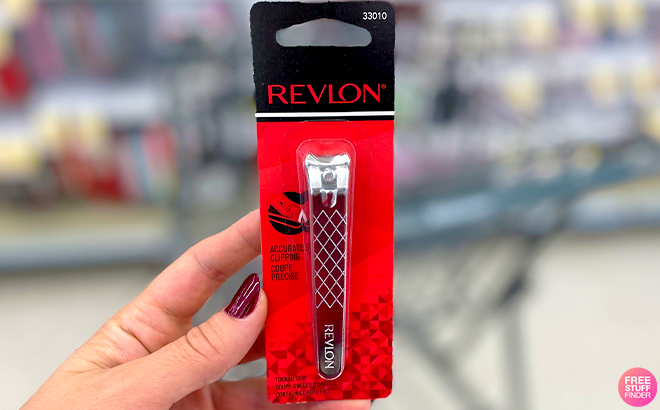 33010
REVLON®
ACCURATE
CLIPPING
COUPE
PRÉCISE
REVLON
FREE
STUFF
FINDER